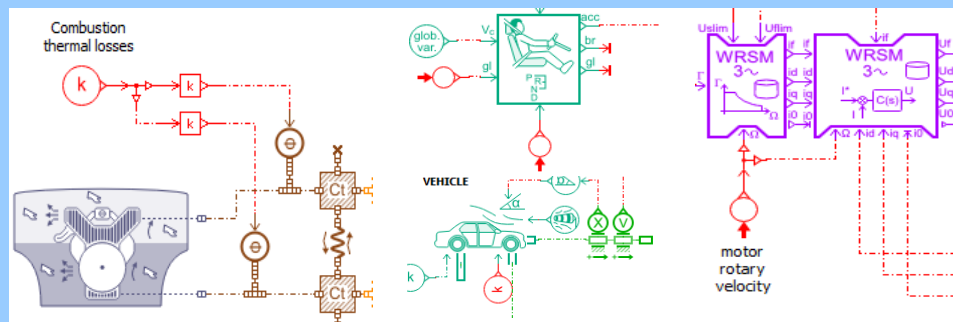 Combustion
thermal losses
k
k
k
Θ
Θ
Ct
Ct
glob.
var.
Vc
gl
acc
br
gl
P
R
N
D
VEHICLE
α
k
k
X
V
Uslim
Uflim
WRSM
3~
Γ
Γ
Ω
Ω
if
id
iq
i0
if
WRSM
3~
I*
I
C(s)
U
Ω
id
iq
i0
Uf
Ud
Uq
U0
motor
rotary
velocity